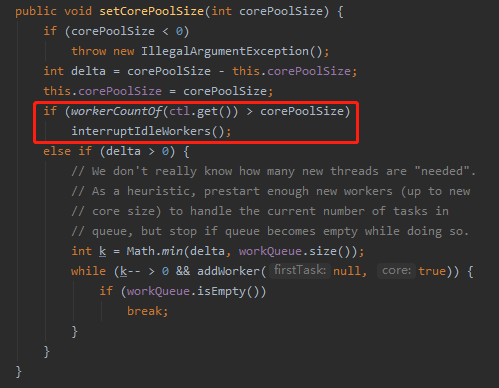 public void setCorePoolSize(int corePoolSize) {
if (corePoolSize < 0)
throw new IllegalArgumentException();
int delta = corePoolSize - this.corePoolSize;
this.corePoolSize = corePoolSize;
if (workerCountOf(ctl.get()) > corePoolSize)
interruptIdleWorkers();
else if (delta > 0) {
// We don't really know how many new threads are "needed".
// As a heuristic, prestart enough new workers (up to new
// core size) to handle the current number of tasks in
// queue, but stop if queue becomes empty while doing so.
int k = Math.min(delta, workQueue.size());
while (k-- > 0 && addWorker( firstTask: null, core: true)) {
if (workQueue.isEmpty())
break;
}
}
}